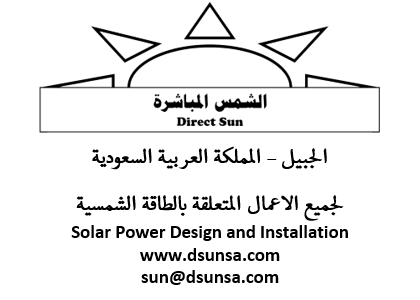 الشمس المباشرة
Direct Sun
الجبيل – المملكة العربية السعودية
لجميع الاعمال المتعلقة بالطاقة الشمسية
Solar Power Design and Installation
www.dsunsa.com
sun@dsunsa.com